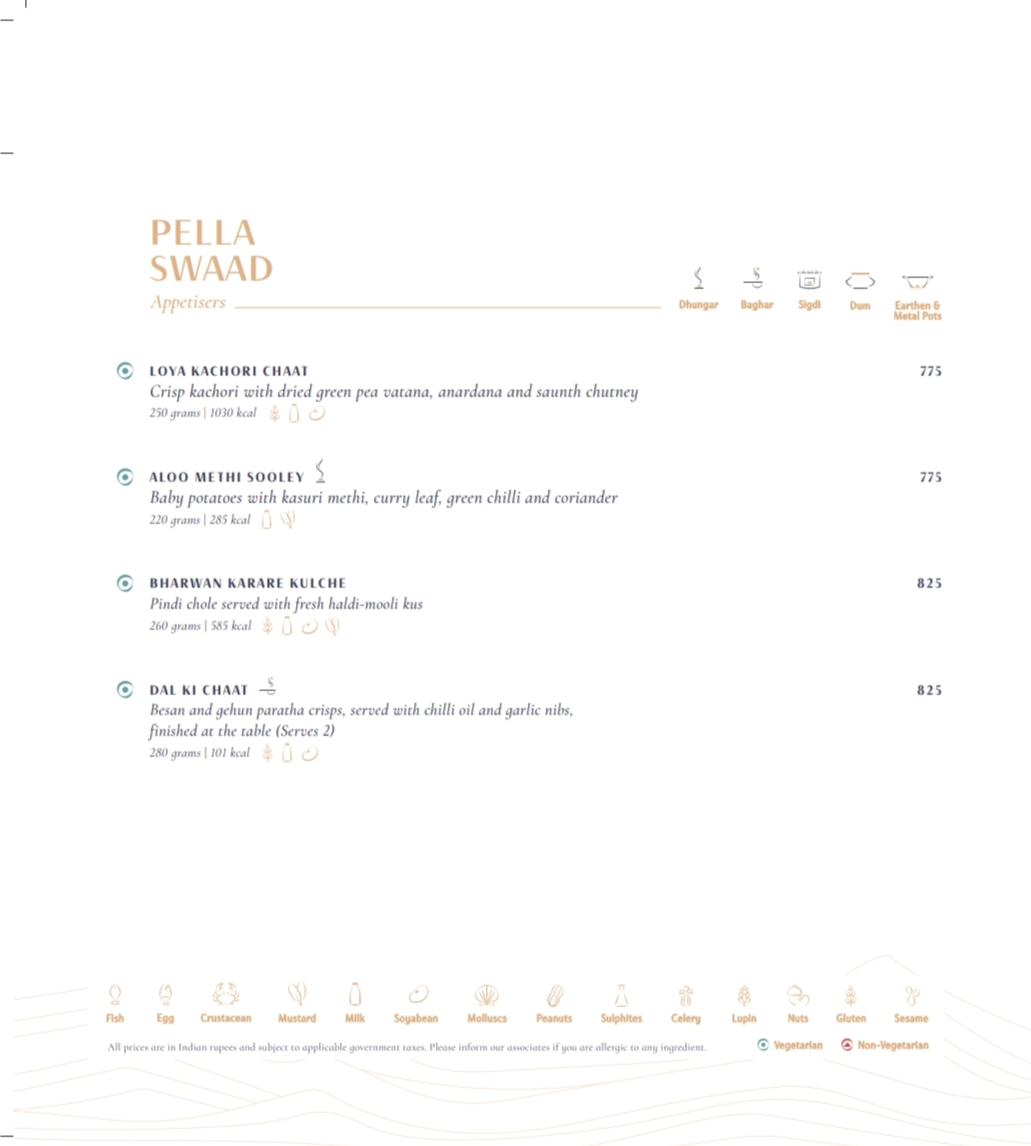 PELLA
SWAAD
Appetisers
Dhungar
Baghar
Sigdi
Dum
Earthen &
Metal Pots
LOYA KACHORI CHAAT 775
Crisp kachori with dried green pea vatana, anardana and saunth chutney
250 grams | 1030 kcal
ALOO METHI SOOLEY 775
Baby potatoes with kasuri methi, curry leaf, green chilli and coriander
220 grams | 285 kcal
BHARWAN KARARE KULCHE 825
Pindi chole served with fresh haldi-mooli kus
260 grams | 585 kcal
DAL KI CHAAT 825
Besan and gehun paratha crisps, served with chilli oil and garlic nibs,
finished at the table (Serves 2)
280 grams | 101 kcal
Fish Egg Crustacean Mustard Milk Soyabean Molluscs Peanuts Sulphites Celery Lupin Nuts Gluten Sesame
All prices are in Indian rupees and subject to applicable government taxes. Please inform our associates if you are allergic to any ingredient. Vegetarian Non-Vegetarian